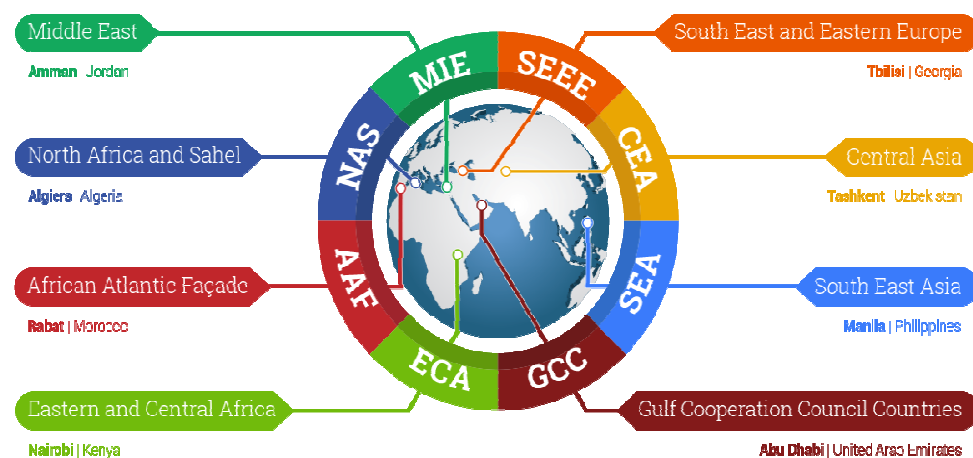 Middle East
Amman Jordan
South East and Eastern Europe
Tbilisi | Georgia
MIE
SEEE
NAS
CEA
North Africa and Sahel
Algiers Algeria
Central Asia
Tashkent Uzbekistan
AAF
SEA
African Atlantic Façade
Rabat | Morocco
South East Asia
Manila | Philippines
ECA
GCC
Eastern and Central Africa
Nairobi | Kenya
Gulf Cooperation Council Countries
Abu Dhabi | United Arab Emirates